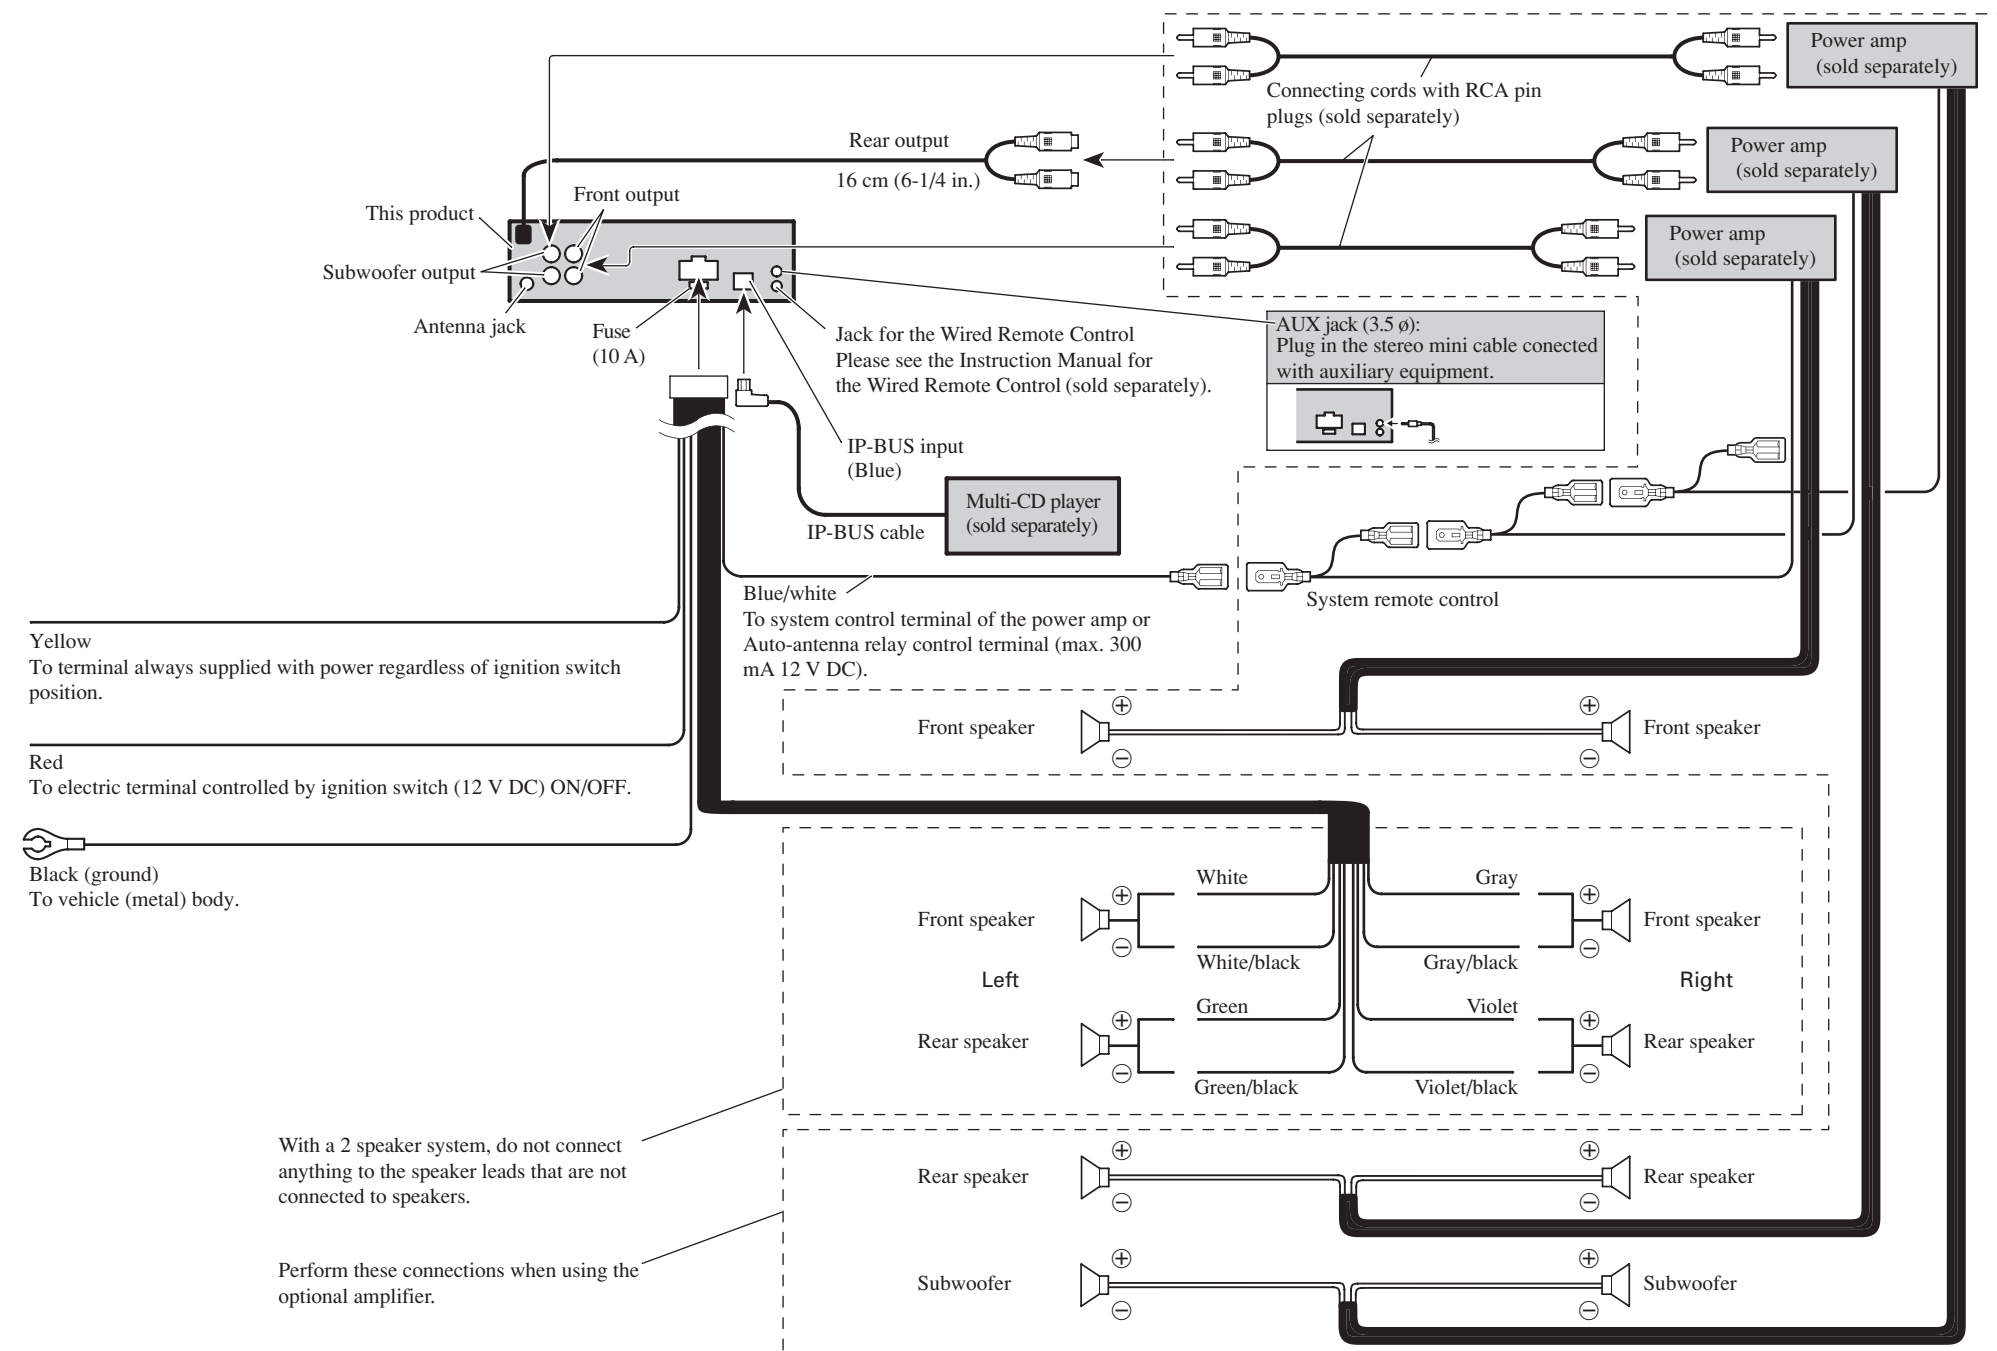 Power amp
(sold separately)
Connecting cords with RCA pin
plugs (sold separately)
Rear output
16 cm (6-1/4 in.)
Power amp
(sold separately)
Front output
This product
Power amp
(sold separately)
Subwoofer output
Antenna jack
Fuse
(10 A)
Jack for the Wired Remote Control
Please see the Instruction Manual for
the Wired Remote Control (sold separately).
AUX jack (3.5 ø):
Plug in the stereo mini cable conected
with auxiliary equipment.
IP-BUS input
(Blue)
Multi-CD player
(sold separately)
IP-BUS cable
Blue/white
To system control terminal of the power amp or
Auto-antenna relay control terminal (max. 300
mA 12 V DC).
System remote control
Yellow
To terminal always supplied with power regardless of ignition switch
position.
Front speaker
⊕
⊖
⊕
⊖
Front speaker
Red
To electric terminal controlled by ignition switch (12 V DC) ON/OFF.
Black (ground)
To vehicle (metal) body.
White
Gray
Front speaker
⊕
⊖
⊕
⊖
Front speaker
White/black
Gray/black
Left
Right
Green
Violet
Rear speaker
⊕
⊖
⊕
⊖
Rear speaker
Green/black
Violet/black
With a 2 speaker system, do not connect
anything to the speaker leads that are not
connected to speakers.
Rear speaker
⊕
⊖
⊕
⊖
Rear speaker
Perform these connections when using the
optional amplifier.
Subwoofer
⊕
⊖
⊕
⊖
Subwoofer